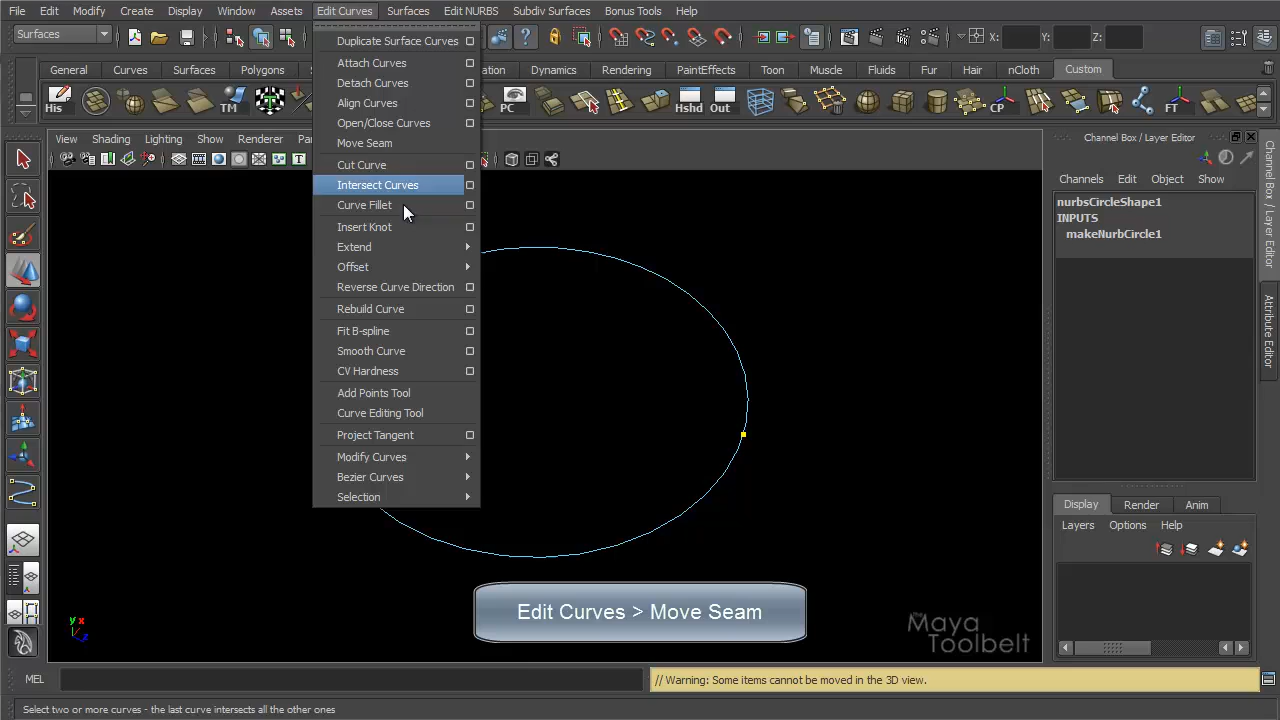 File Edit Modify Create Display Window Assets Edit Curves Surfaces Edit NURBS Subdiv Surfaces Bonus Tools Help
Surfaces
X: Y: Z:
General Curves Surfaces Polygons Dynamics Rendering PaintEffects Toon Muscle Fluids Fur Hair nCloth Custom
His TM PC Hshd Out CP FT
View Shading Lighting Show Renderer
Duplicate Surface Curves
Attach Curves
Detach Curves
Align Curves
Open/Close Curves
Move Seam
Cut Curve
Intersect Curves
Curve Fillet
Insert Knot
Extend
Offset
Reverse Curve Direction
Rebuild Curve
Fit B-spline
Smooth Curve
CV Hardness
Add Points Tool
Curve Editing Tool
Project Tangent
Modify Curves
Bezier Curves
Selection
Channel Box / Layer Editor
Channels Edit Object Show
nurbsCircleShape1
INPUTS
makeNurbCircle1
Channel Box / Layer Editor
Attribute Editor
Display Render Anim
Layers Options Help
Edit Curves > Move Seam
the Maya
Toolbelt
y x
z
MEL
// Warning: Some items cannot be moved in the 3D view.
Select two or more curves - the last curve intersects all the other ones